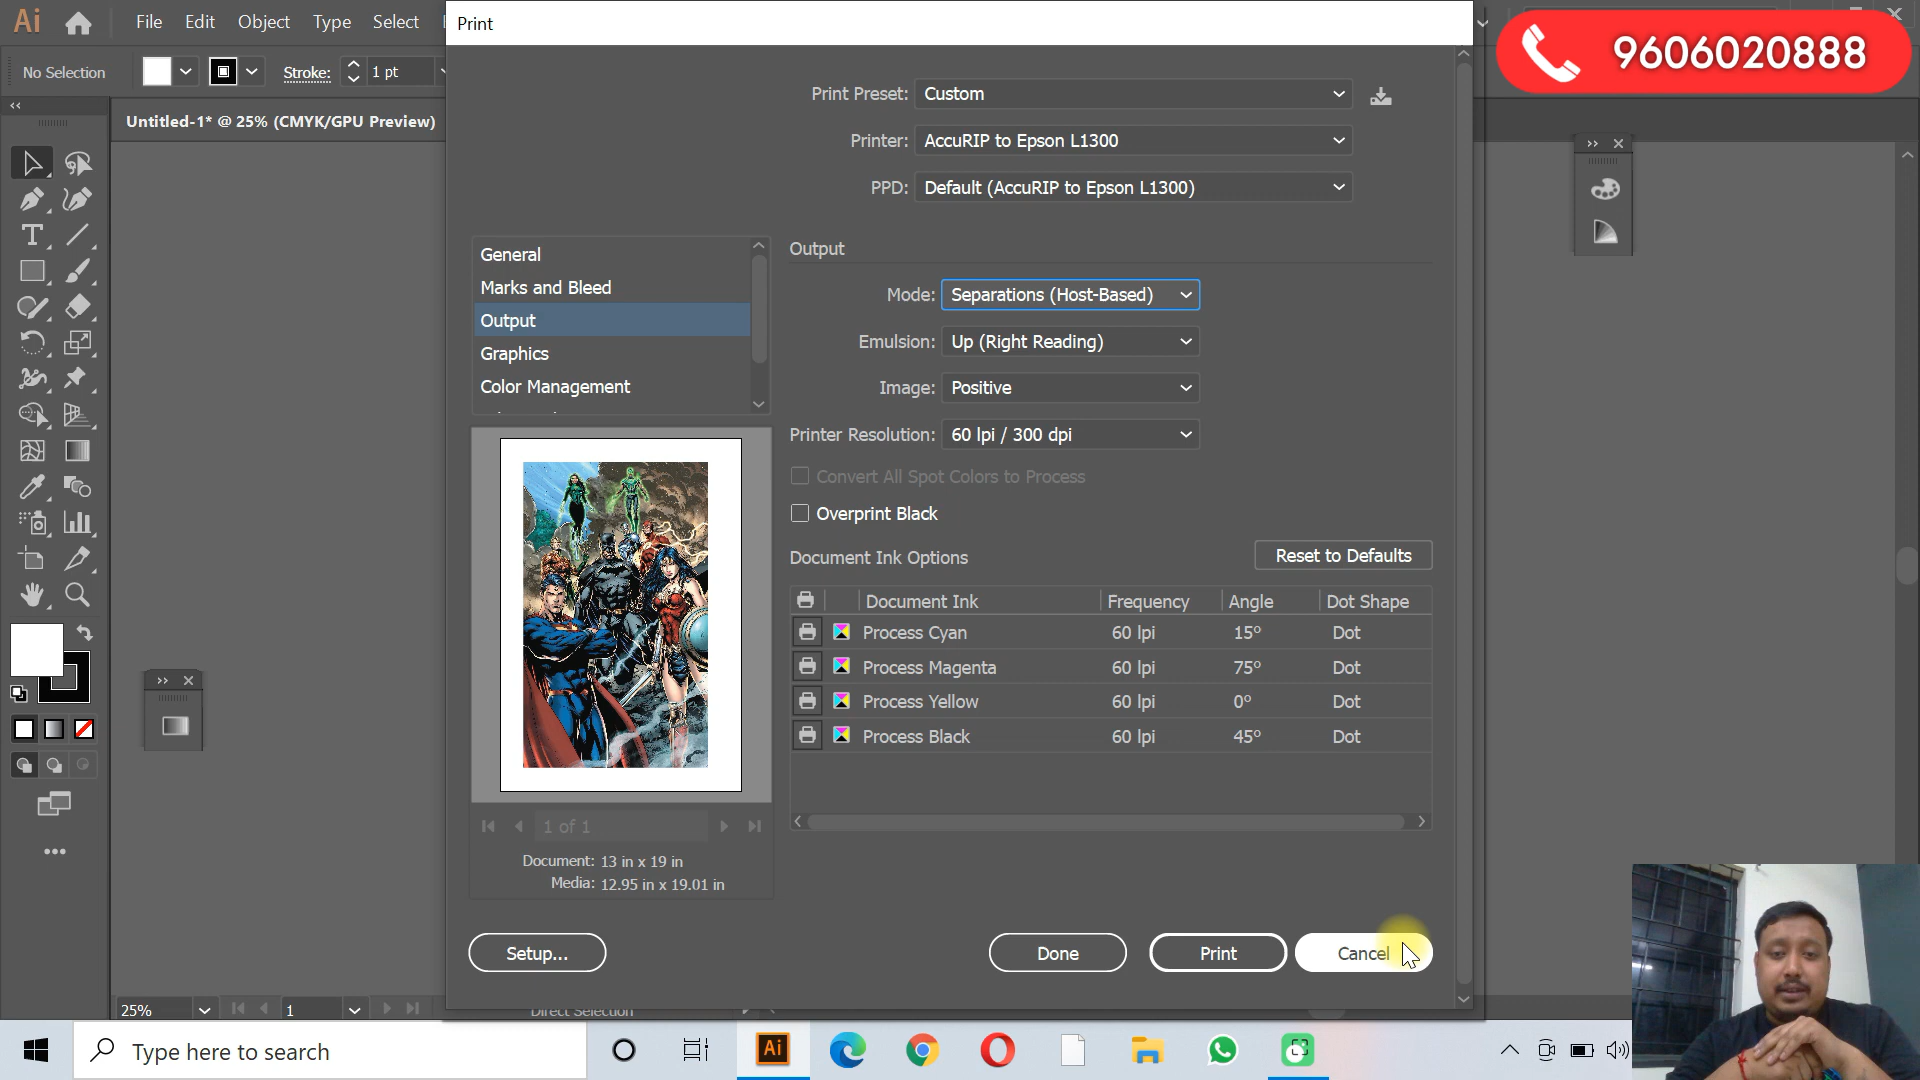 Ai
File Edit Object Type Select
Print
9606020888
No Selection
Stroke:
1 pt
Print Preset: Custom
Untitled-1* @ 25% (CMYK/GPU Preview)
Printer: AccuRIP to Epson L1300
PPD: Default (AccuRIP to Epson L1300)
General
Marks and Bleed
Output
Graphics
Color Management
Output
Mode: Separations (Host-Based)
Emulsion: Up (Right Reading)
Image: Positive
Printer Resolution: 60 lpi / 300 dpi
Convert All Spot Colors to Process
Overprint Black
Document Ink Options
Reset to Defaults
Document Ink Frequency Angle Dot Shape
Process Cyan 60 lpi 15° Dot
Process Magenta 60 lpi 75° Dot
Process Yellow 60 lpi 0° Dot
Process Black 60 lpi 45° Dot
1 of 1
Document: 13 in x 19 in
Media: 12.95 in x 19.01 in
Setup...
Done
Print
Cancel
25%
1
Direct Selection
Type here to search
Ai